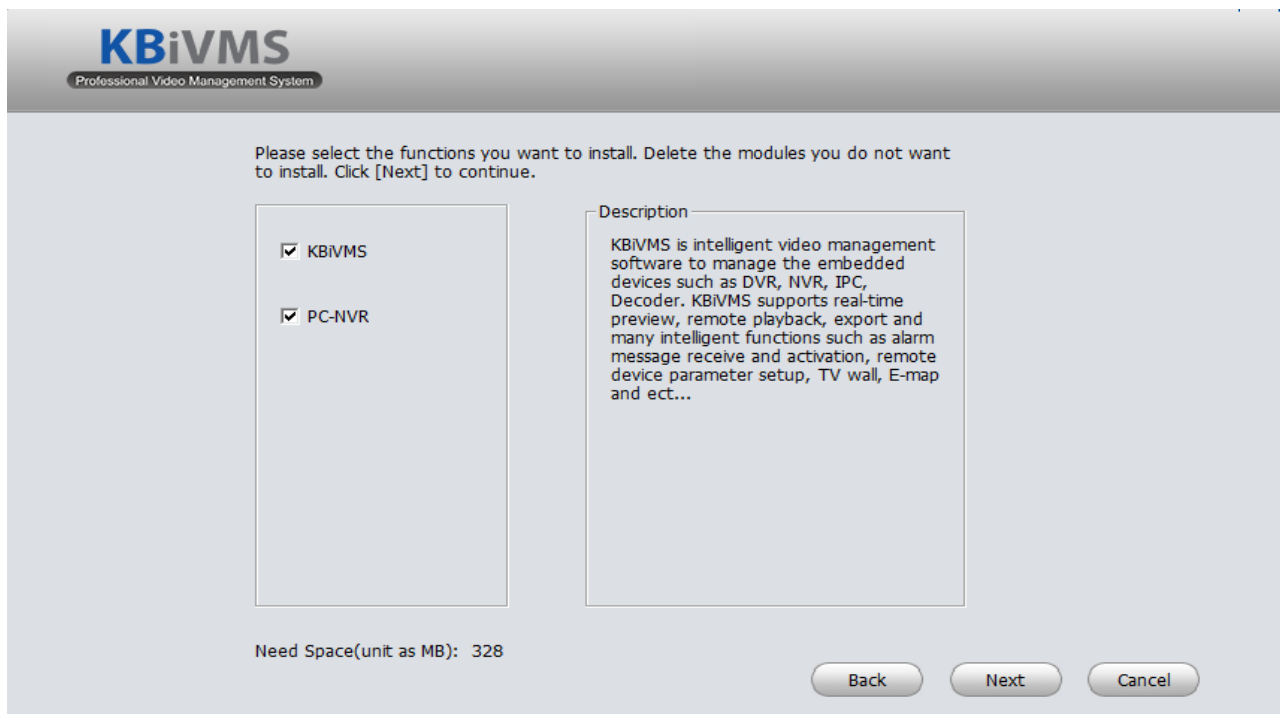 KBiVMS
Professional Video Management System
Please select the functions you want to install. Delete the modules you do not want
to install. Click [Next] to continue.
KBiVMS
PC-NVR
Description
KBiVMS is intelligent video management
software to manage the embedded
devices such as DVR, NVR, IPC,
Decoder. KBiVMS supports real-time
preview, remote playback, export and
many intelligent functions such as alarm
message receive and activation, remote
device parameter setup, TV wall, E-map
and ect...
Need Space(unit as MB): 328
Back
Next
Cancel